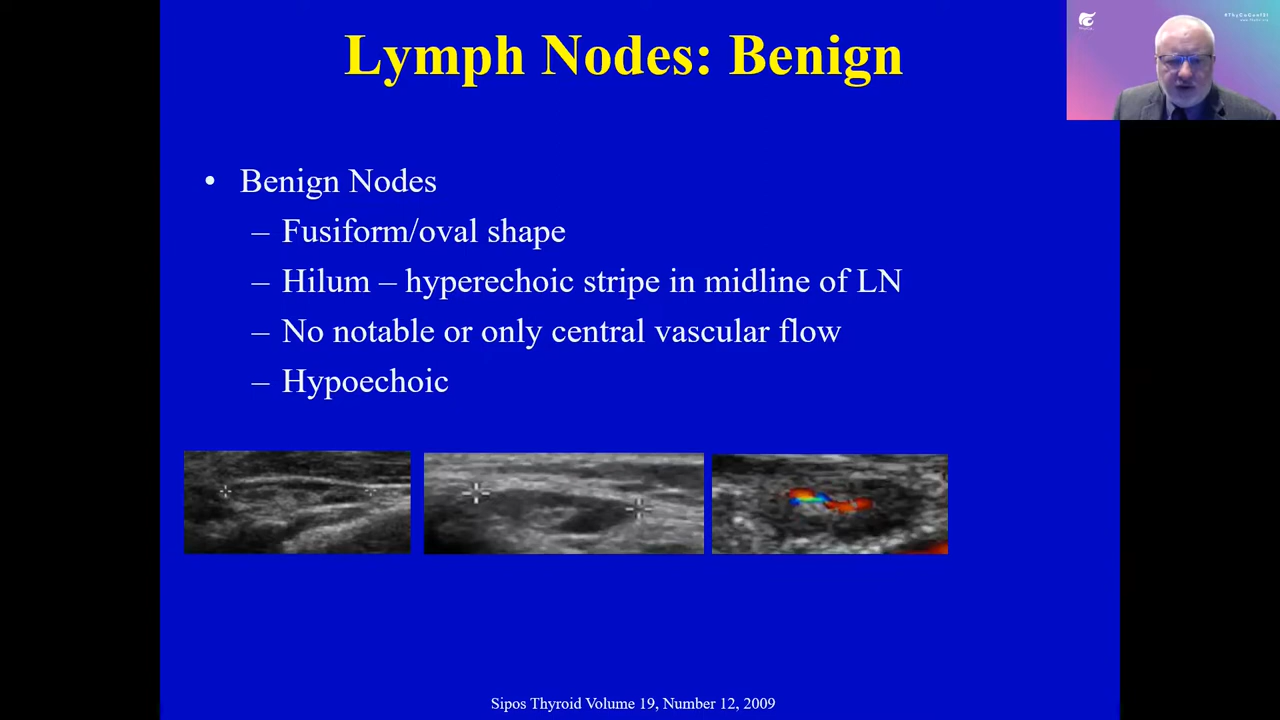 Lymph Nodes: Benign
• Benign Nodes
– Fusiform/oval shape
– Hilum – hyperechoic stripe in midline of LN
– No notable or only central vascular flow
– Hypoechoic
Sipos Thyroid Volume 19, Number 12, 2009